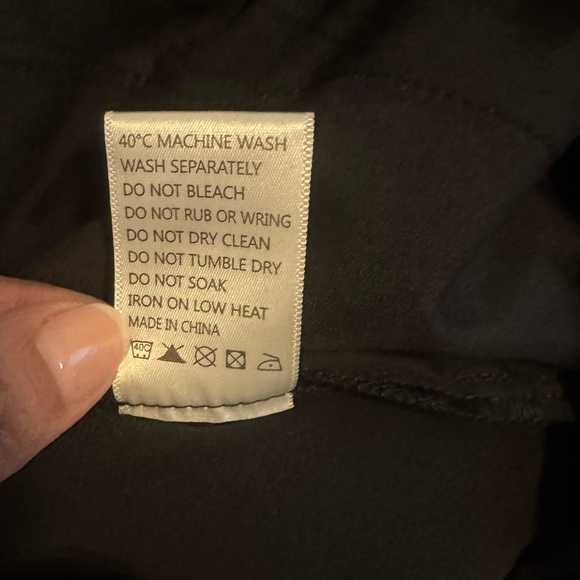 40°C MACHINE WASH
WASH SEPARATELY
DO NOT BLEACH
DO NOT RUB OR WRING
DO NOT DRY CLEAN
DO NOT TUMBLE DRY
DO NOT SOAK
IRON ON LOW HEAT
MADE IN CHINA
40C